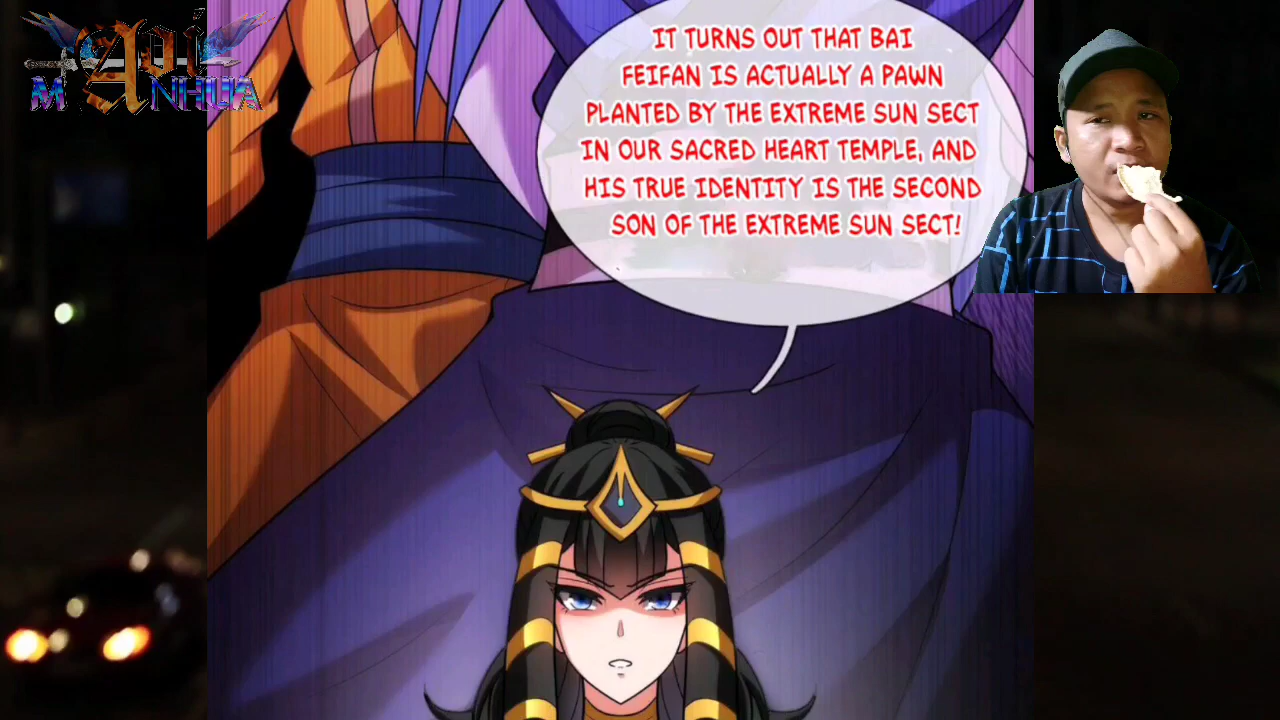 Api
MANHUA
IT TURNS OUT THAT BAI
FEIFAN IS ACTUALLY A PAWN
PLANTED BY THE EXTREME SUN SECT
IN OUR SACRED HEART TEMPLE, AND
HIS TRUE IDENTITY IS THE SECOND
SON OF THE EXTREME SUN SECT!